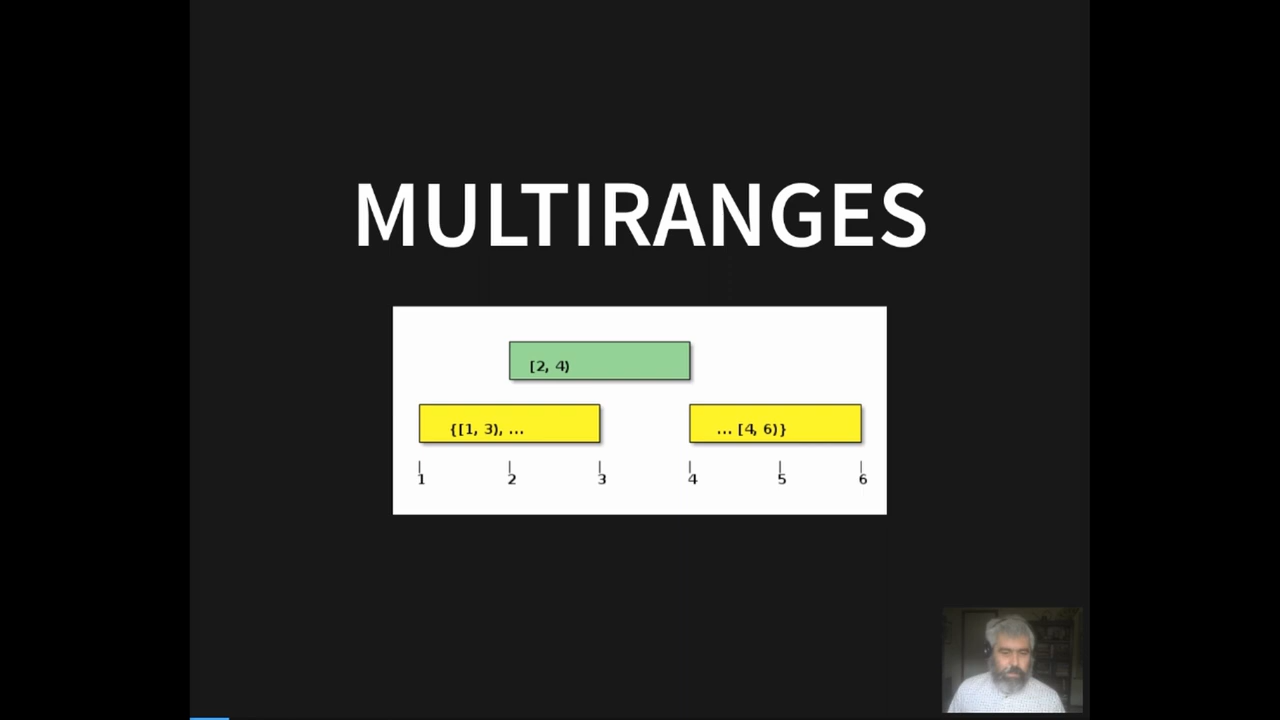 MULTIRANGES
[2, 4)
{[1, 3), ...
... [4, 6)}
1 2 3 4 5 6